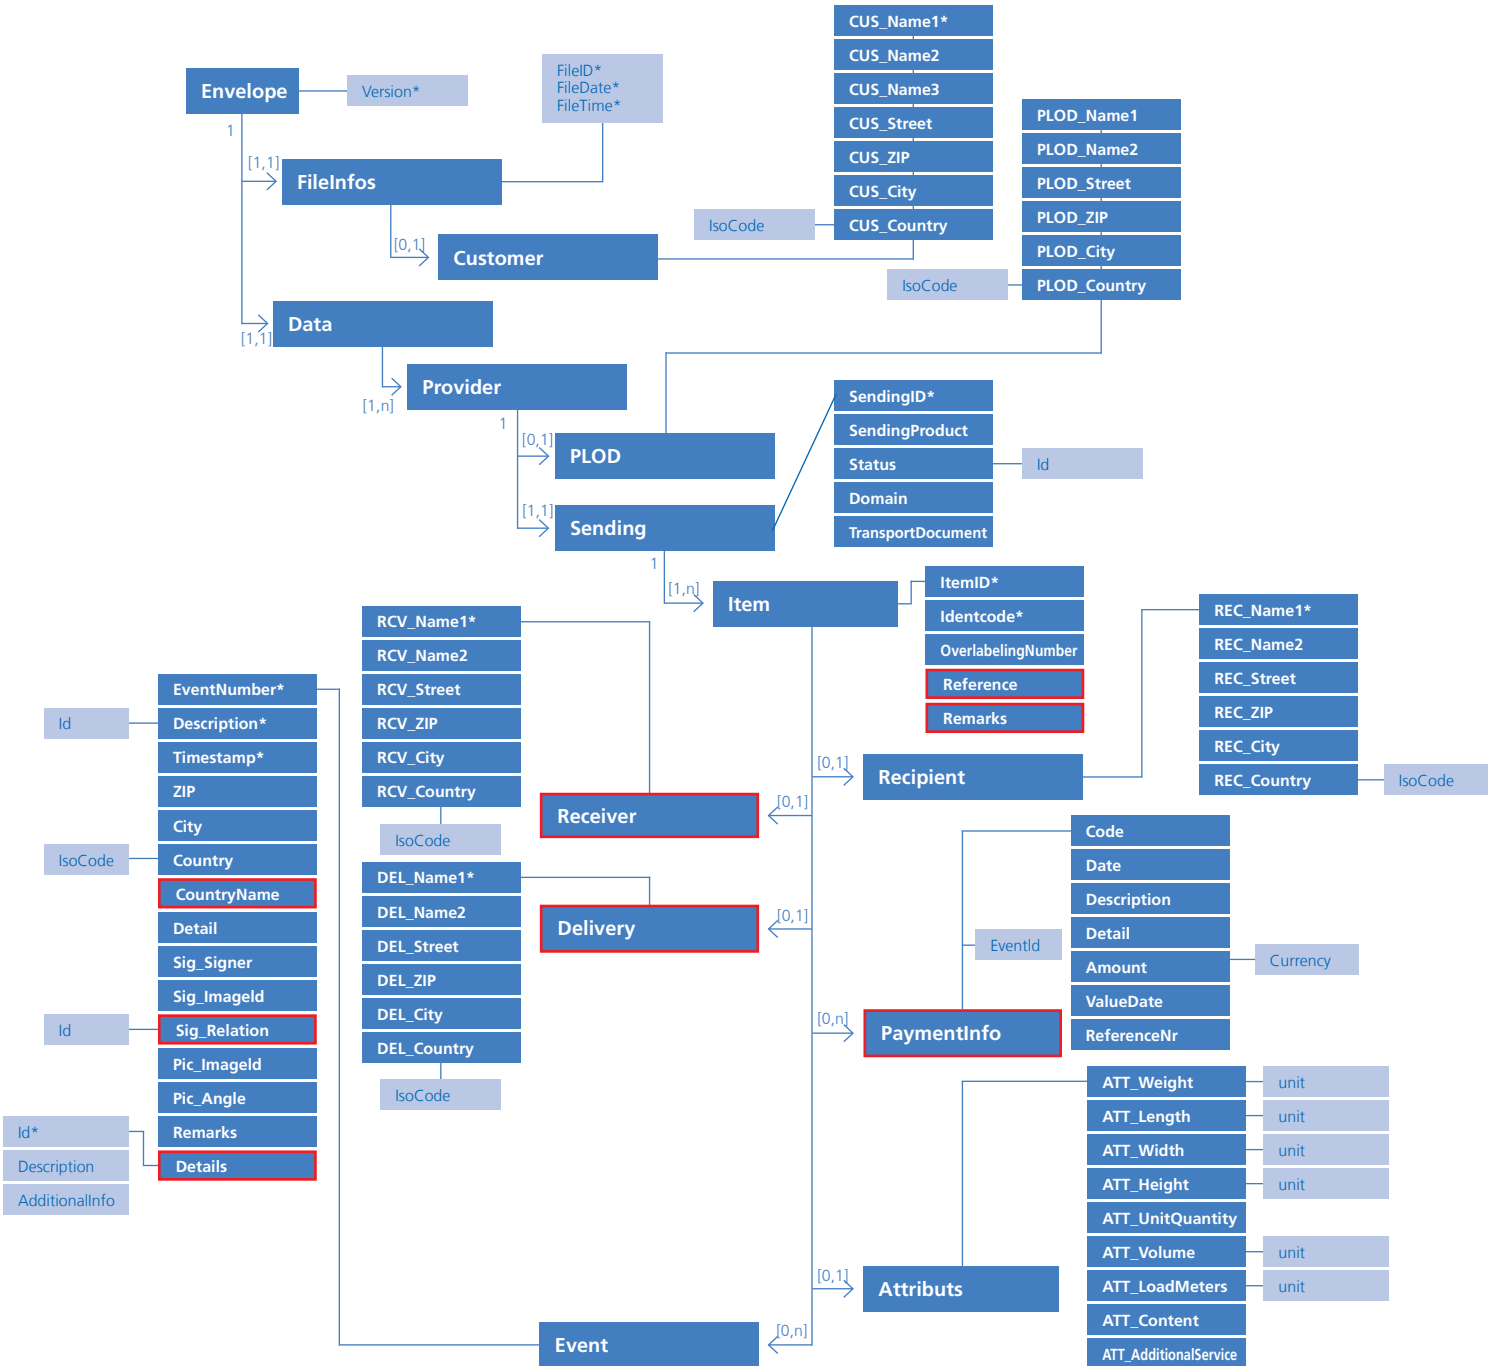 Envelope
Version*
1
[1,1]
FileInfos
FileID*
FileDate*
FileTime*
[0,1]
Customer
CUS_Name1*
CUS_Name2
CUS_Name3
CUS_Street
CUS_ZIP
CUS_City
CUS_Country
IsoCode
[1,1]
Data
[1,n]
Provider
1
[0,1]
PLOD
PLOD_Name1
PLOD_Name2
PLOD_Street
PLOD_ZIP
PLOD_City
PLOD_Country
IsoCode
[1,1]
Sending
SendingID*
SendingProduct
Status
Id
Domain
TransportDocument
1
[1,n]
Item
ItemID*
Identcode*
OverlabelingNumber
Reference
Remarks
[0,1]
Recipient
REC_Name1*
REC_Name2
REC_Street
REC_ZIP
REC_City
REC_Country
IsoCode
[0,1]
Receiver
RCV_Name1*
RCV_Name2
RCV_Street
RCV_ZIP
RCV_City
RCV_Country
IsoCode
[0,1]
Delivery
DEL_Name1*
DEL_Name2
DEL_Street
DEL_ZIP
DEL_City
DEL_Country
IsoCode
[0,n]
PaymentInfo
EventId
Code
Date
Description
Detail
Amount
Currency
ValueDate
ReferenceNr
[0,1]
Attributs
ATT_Weight
unit
ATT_Length
unit
ATT_Width
unit
ATT_Height
unit
ATT_UnitQuantity
ATT_Volume
unit
ATT_LoadMeters
unit
ATT_Content
ATT_AdditionalService
[0,n]
Event
EventNumber*
Description*
Id
Timestamp*
ZIP
City
Country
IsoCode
CountryName
Detail
Sig_Signer
Sig_ImageId
Sig_Relation
Id
Pic_ImageId
Pic_Angle
Remarks
Details
Id*
Description
AdditionalInfo